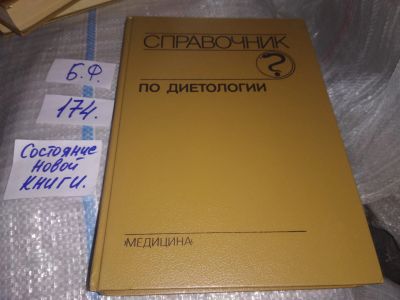 СПРАВОЧНИК
?
ПО ДИЕТОЛОГИИ
·МЕДИЦИНА·
Б.Ф.
174.
Состояние
Новой
КНИГИ.